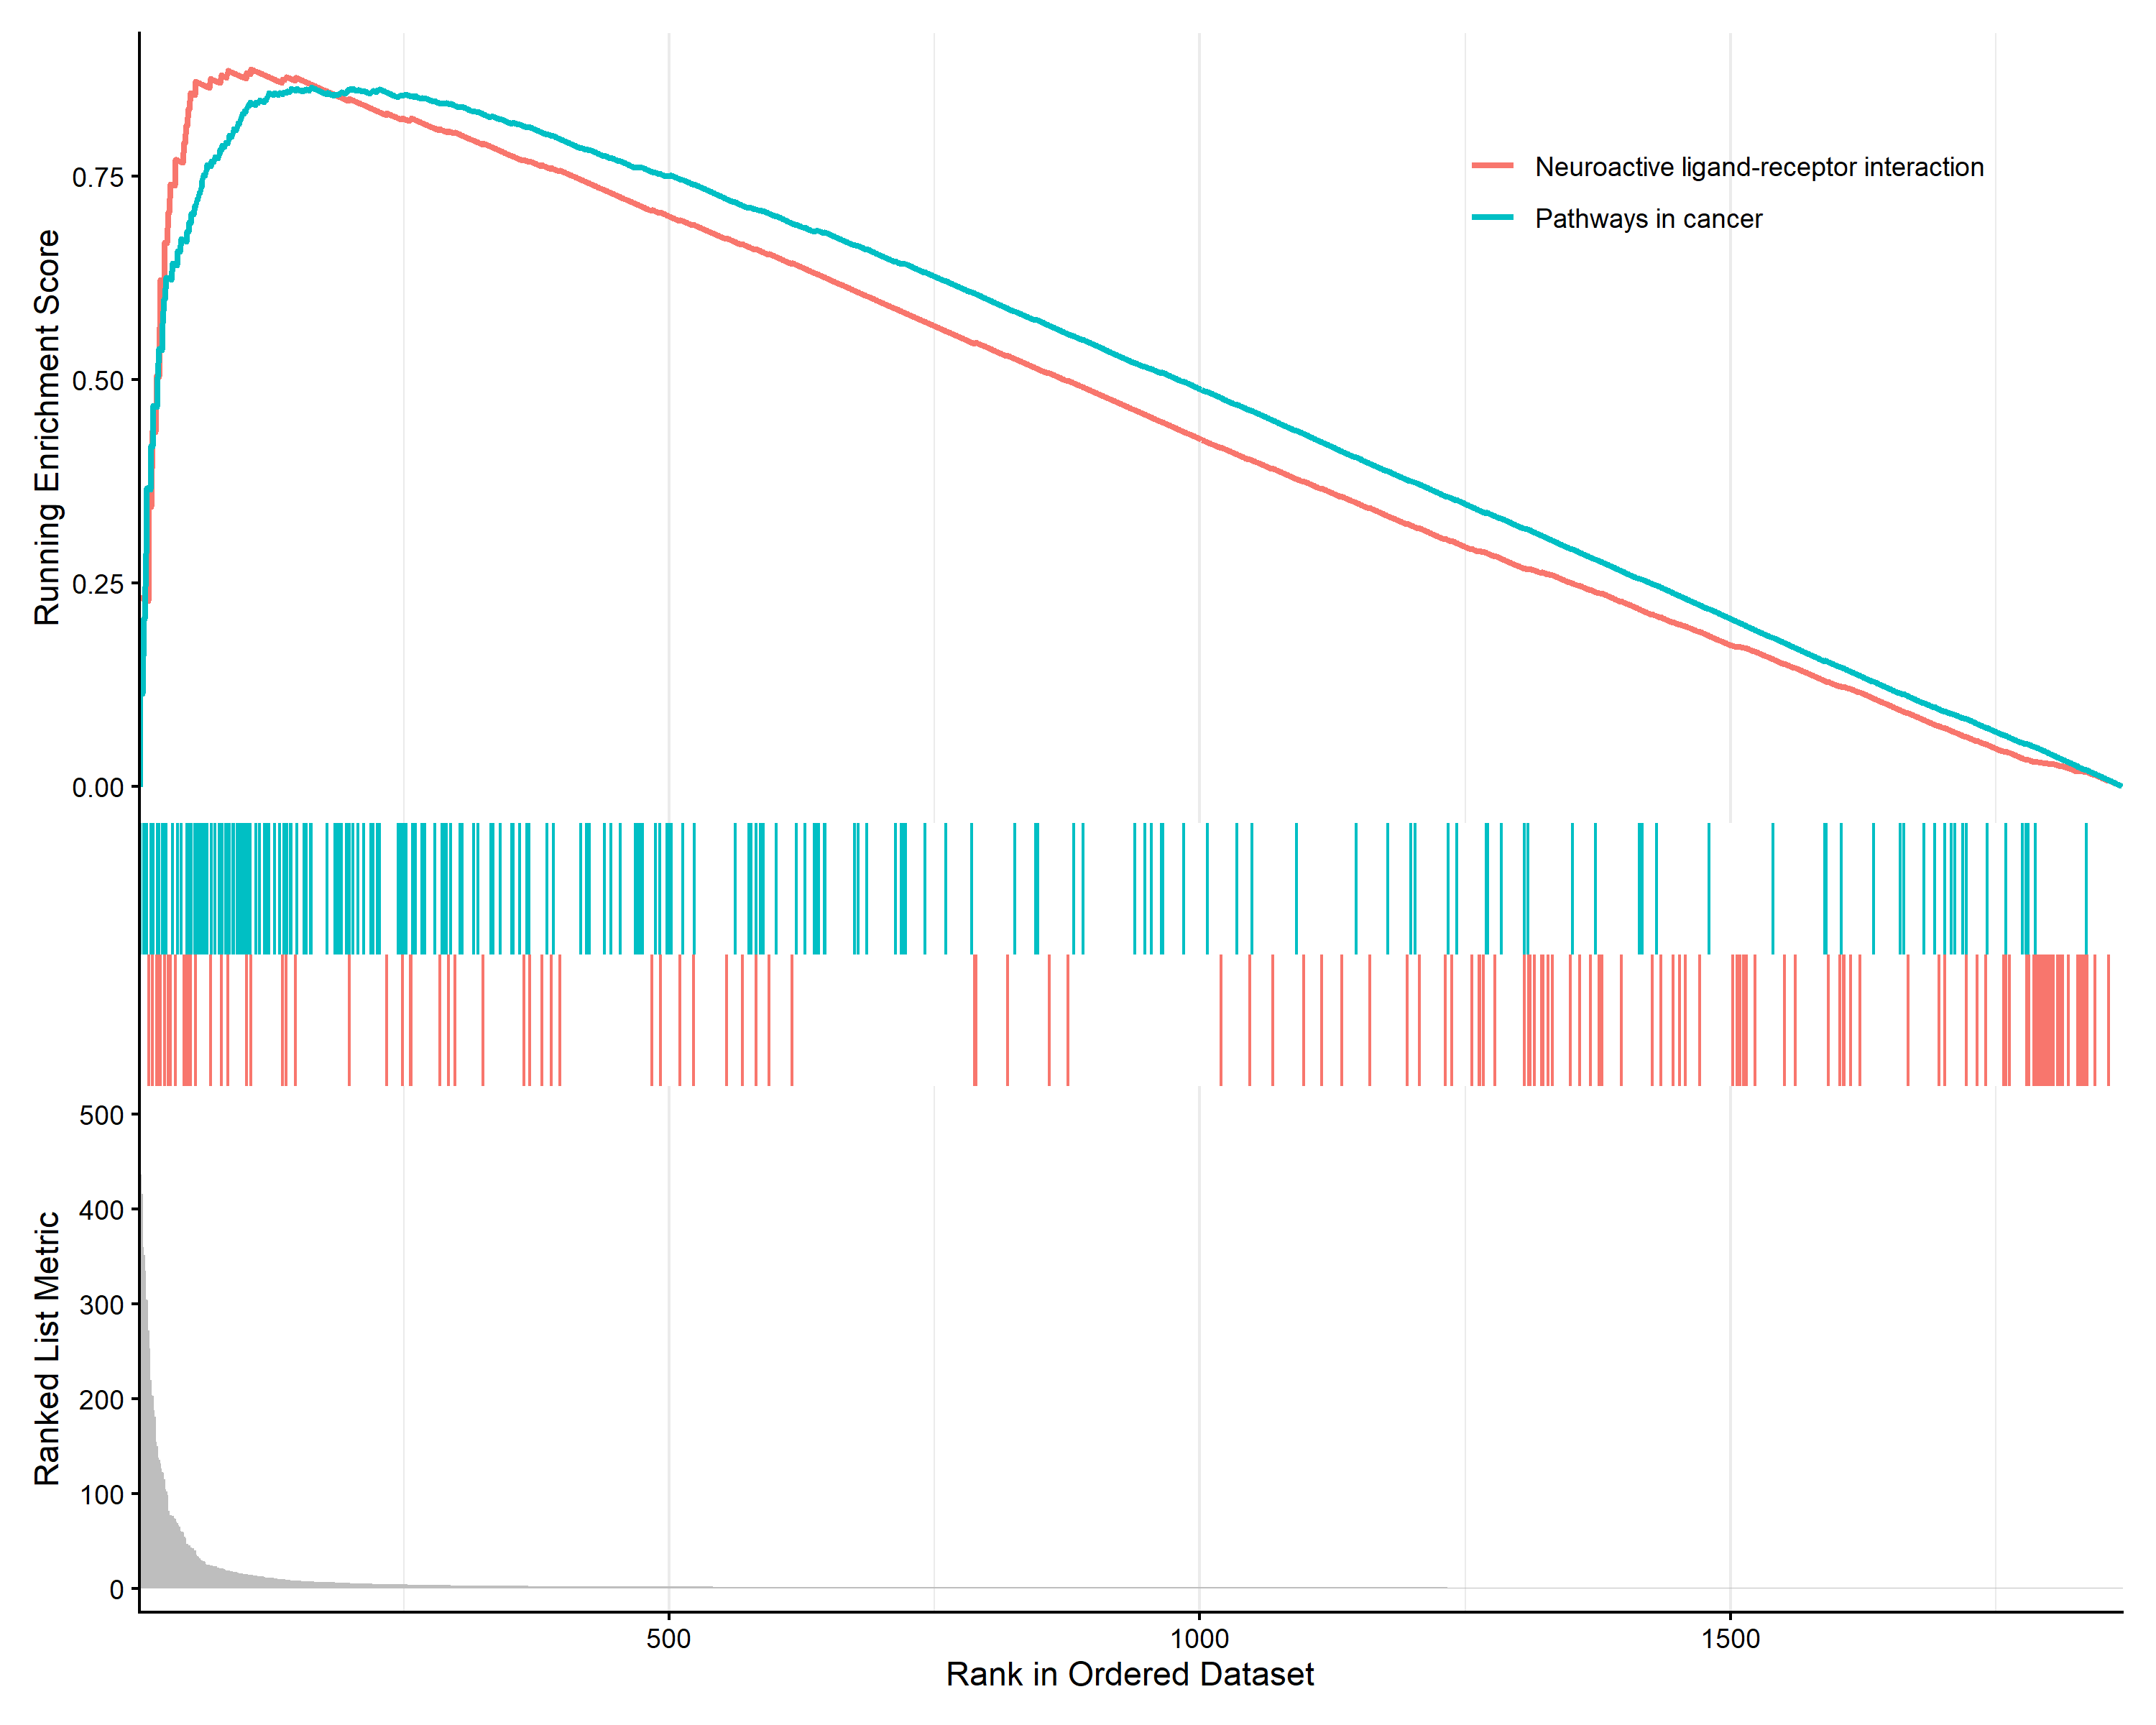 Running Enrichment Score
0.75
0.50
0.25
0.00
Neuroactive ligand-receptor interaction
Pathways in cancer
Ranked List Metric
500
400
300
200
100
0
500 1000 1500
Rank in Ordered Dataset